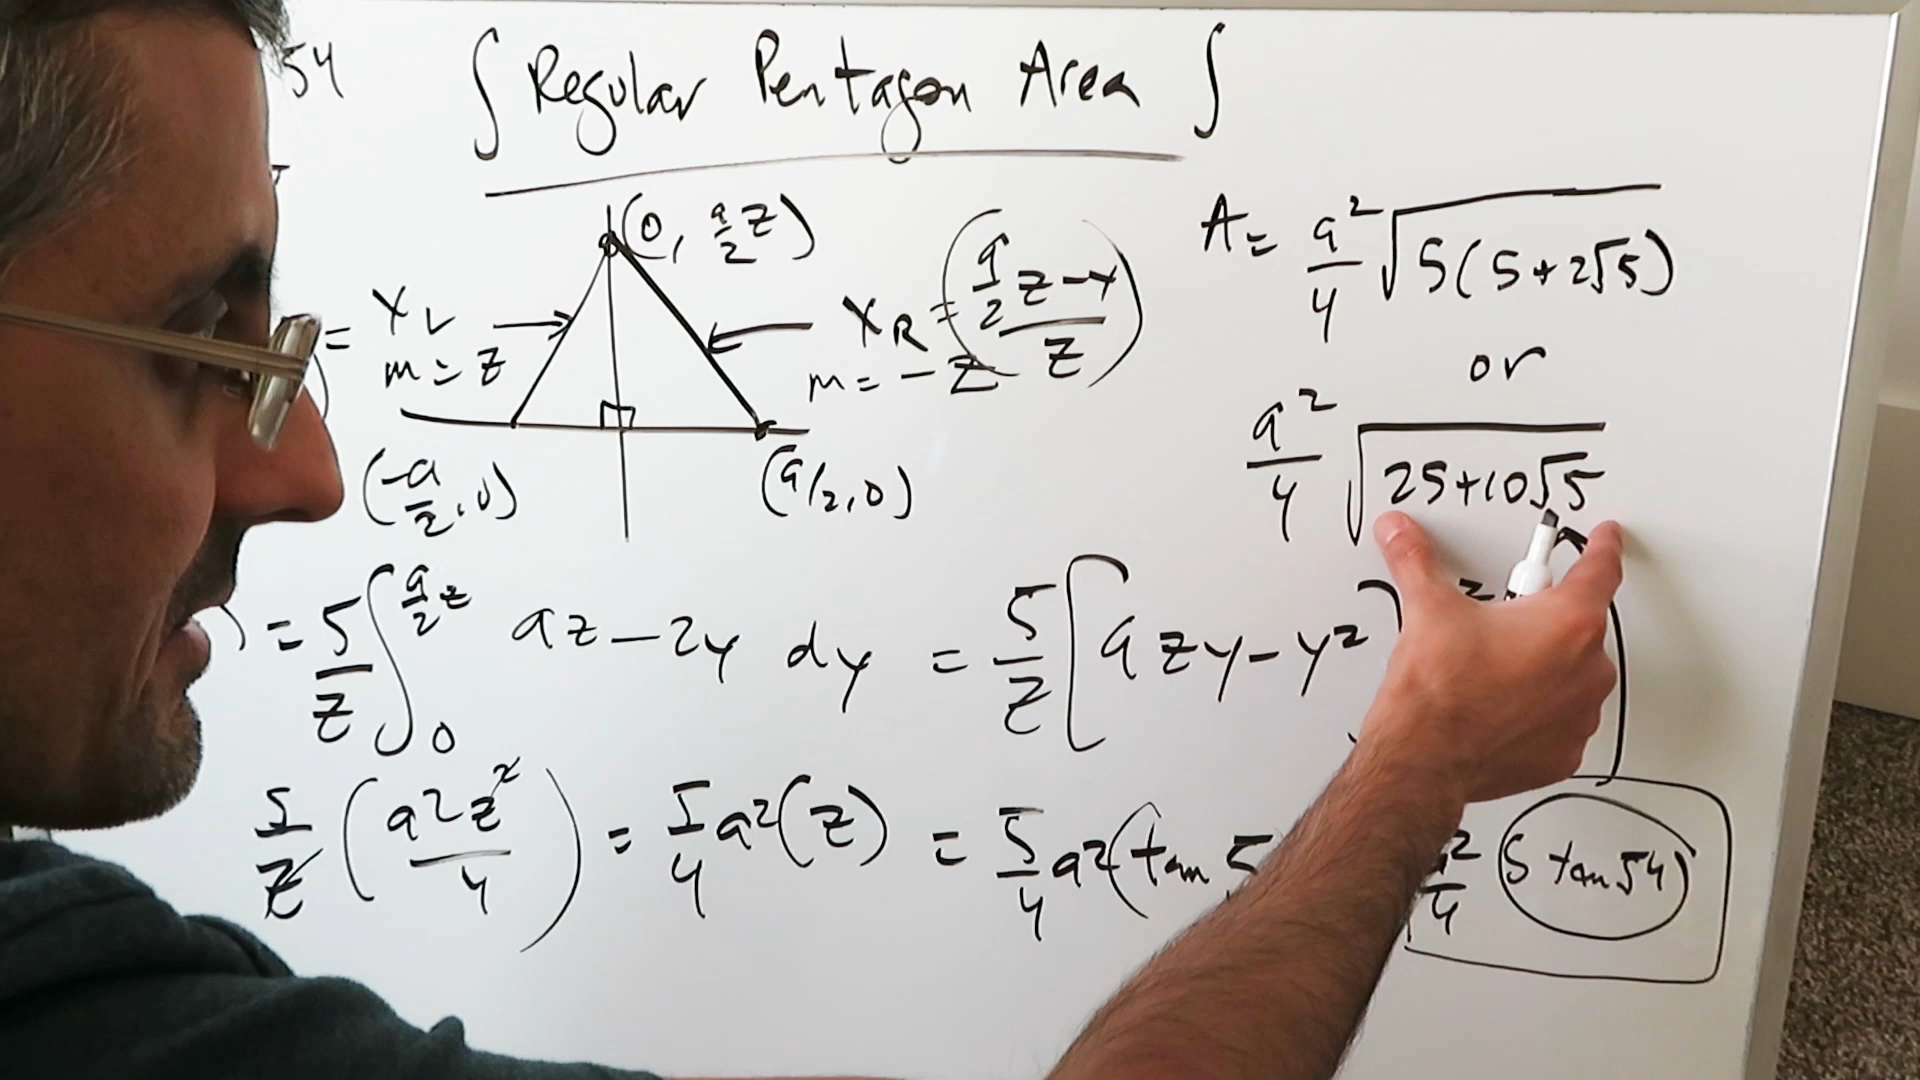 54
∫ Regular Pentagon Area ∫
(0, a/2 z)
A = a²/4 √(5(5+2√5))
= x_L
m = z
x_R = ((a/2 z - y)/z)
m = -z
or
a²/4 √(25+10√5)
(-a/2, 0)
(a/2, 0)
) = 5/z ∫₀^(a/2 z) az - 2y dy = 5/z [azy - y²]
5/z (a²z²/4) = 5/4 a²(z) = 5/4 a² (tan 5
a²/4 (5 tan 54)